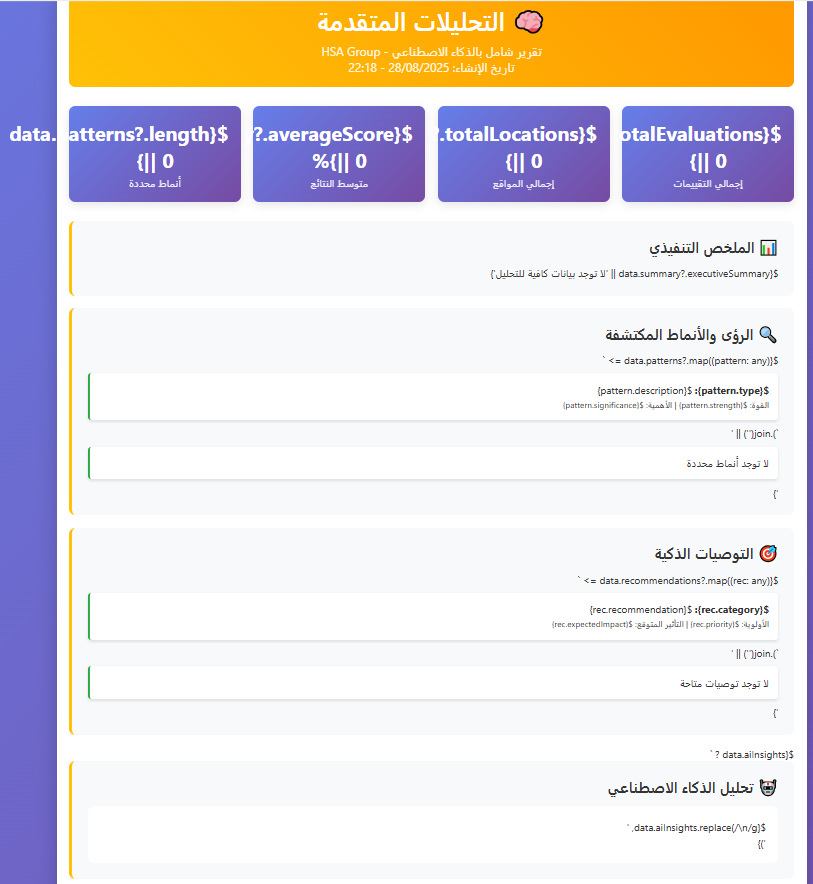 🧠 التحليلات المتقدمة
تقرير شامل بالذكاء الاصطناعي - HSA Group
تاريخ الإنشاء: 28/08/2025 - 22:18
otalEvaluations}$
0 ||}
إجمالي التقييمات
?.totalLocations}$
0 ||}
إجمالي المواقع
?.averageScore}$
0 ||}%
متوسط النتائج
data.patterns?.length}$
0 ||}
أنماط محددة
📊 الملخص التنفيذي
${data.summary?.executiveSummary || 'لا توجد بيانات كافية للتحليل'}
🔍 الرؤى والأنماط المكتشفة
${data.patterns?.map((pattern: any) => `
${pattern.type}: ${pattern.description}
القوة: ${pattern.strength} | الأهمية: ${pattern.significance}
`).join('') || '
لا توجد أنماط محددة
'}
🎯 التوصيات الذكية
${data.recommendations?.map((rec: any) => `
${rec.category}: ${rec.recommendation}
الأولوية: ${rec.priority} | التأثير المتوقع: ${rec.expectedImpact}
`).join('') || '
لا توجد توصيات متاحة
'}
${data.aiInsights ? `
🤖 تحليل الذكاء الاصطناعي
${data.aiInsights.replace(/\n/g, '
')}